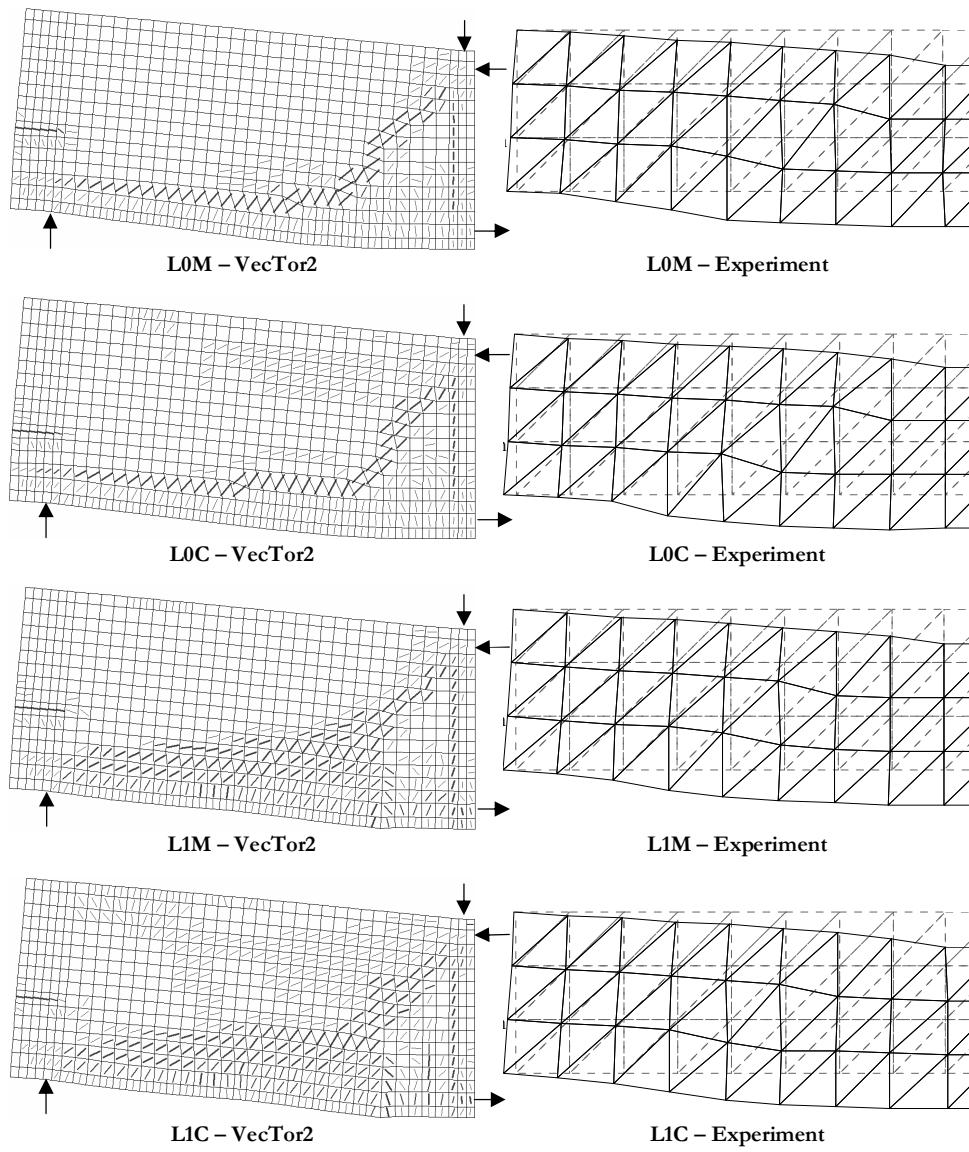 L0M – VecTor2
L0M – Experiment
L0C – VecTor2
L0C – Experiment
L1M – VecTor2
L1M – Experiment
L1C – VecTor2
L1C – Experiment